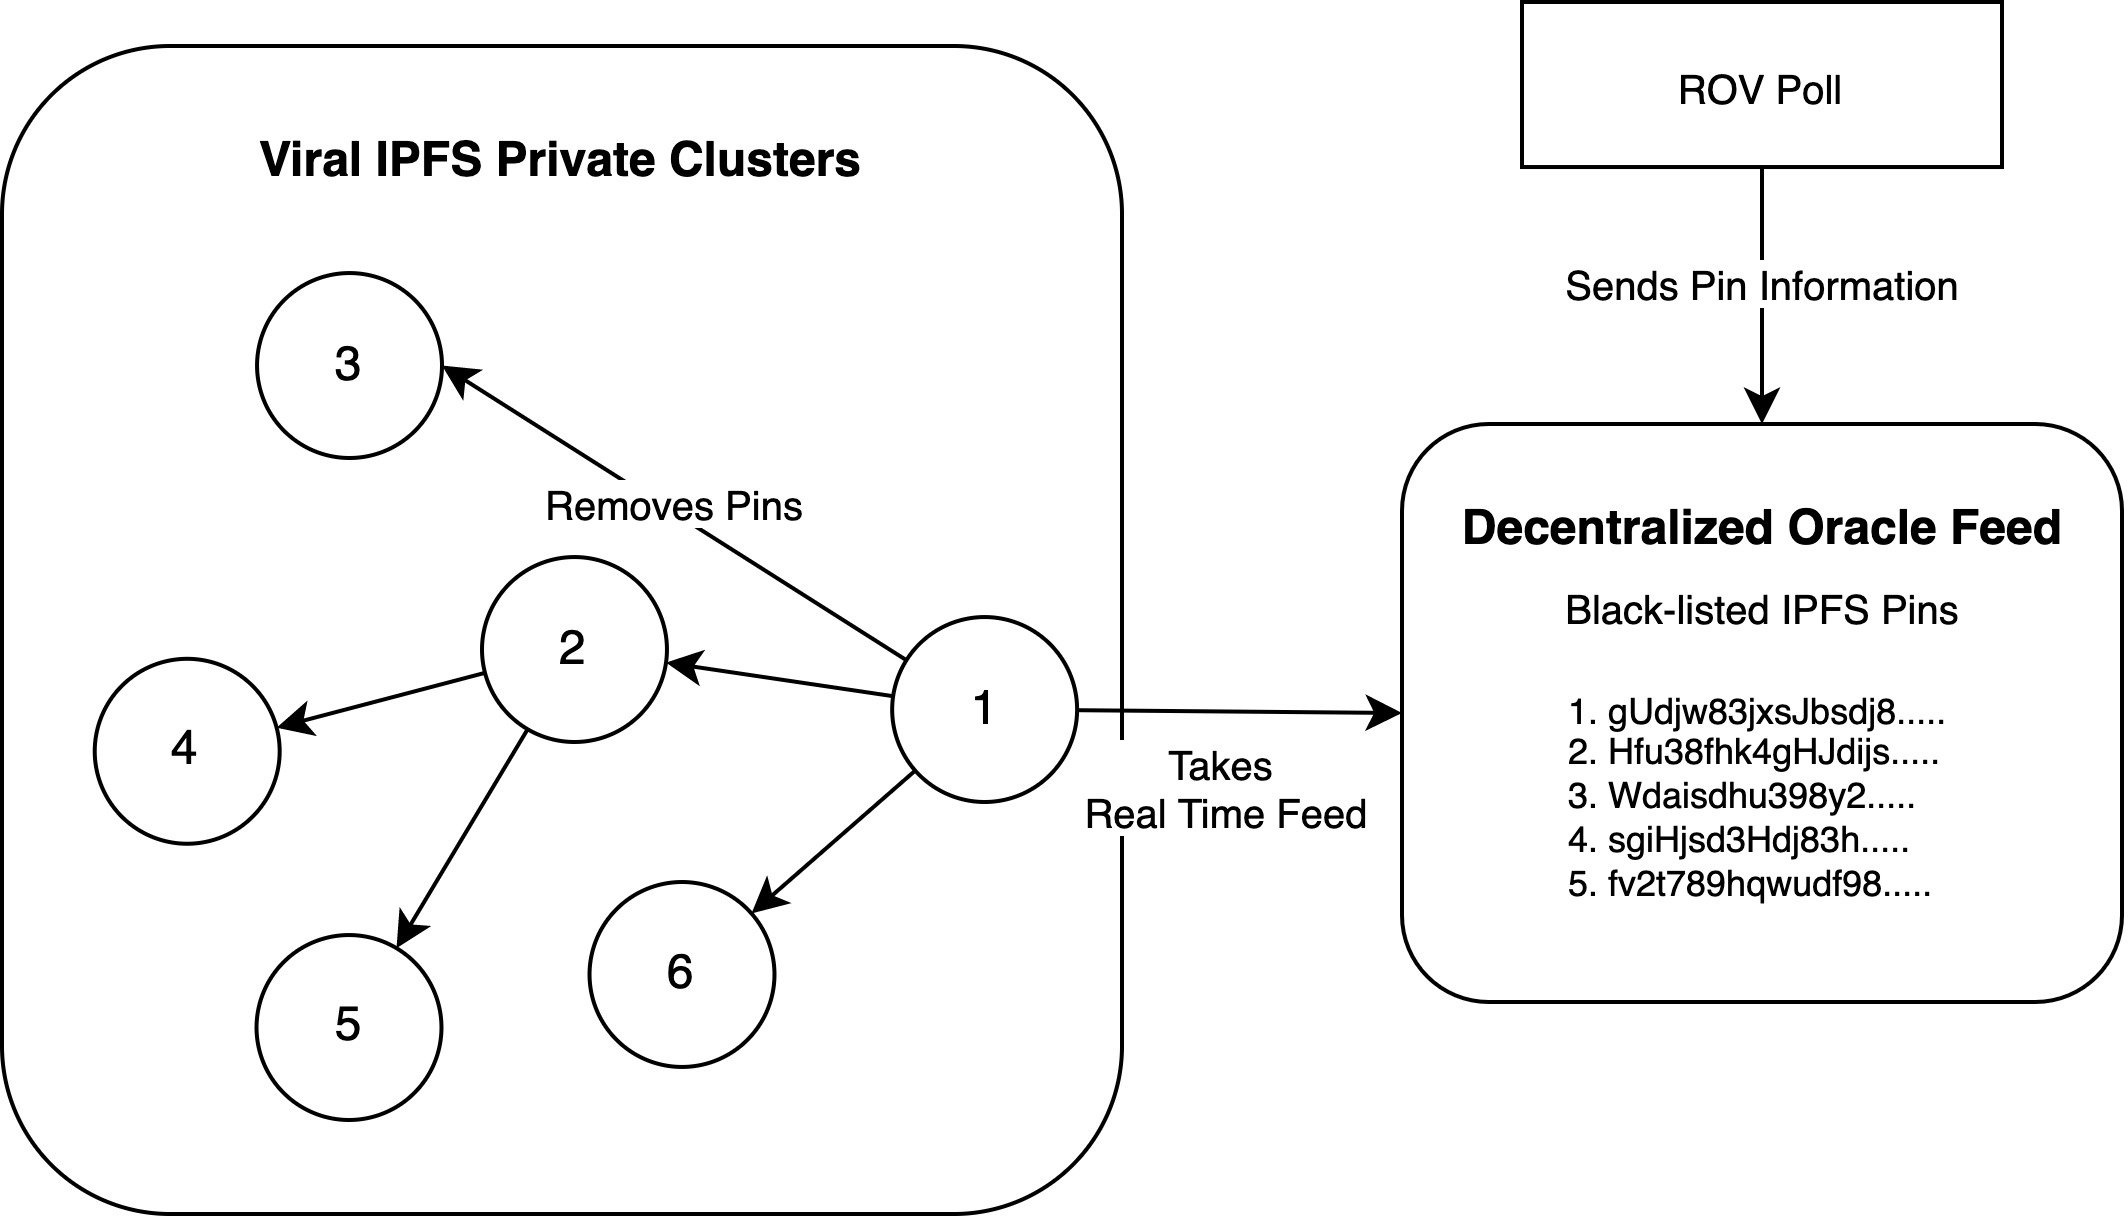 ROV Poll
Viral IPFS Private Clusters
Sends Pin Information
3
Removes Pins
2
1
4
5
6
Takes
Real Time Feed
Decentralized Oracle Feed
Black-listed IPFS Pins
1. gUdjw83jxsJbsdj8.....
2. Hfu38fhk4gHJdijs.....
3. Wdaisdhu398y2.....
4. sgiHjsd3Hdj83h.....
5. fv2t789hqwudf98.....